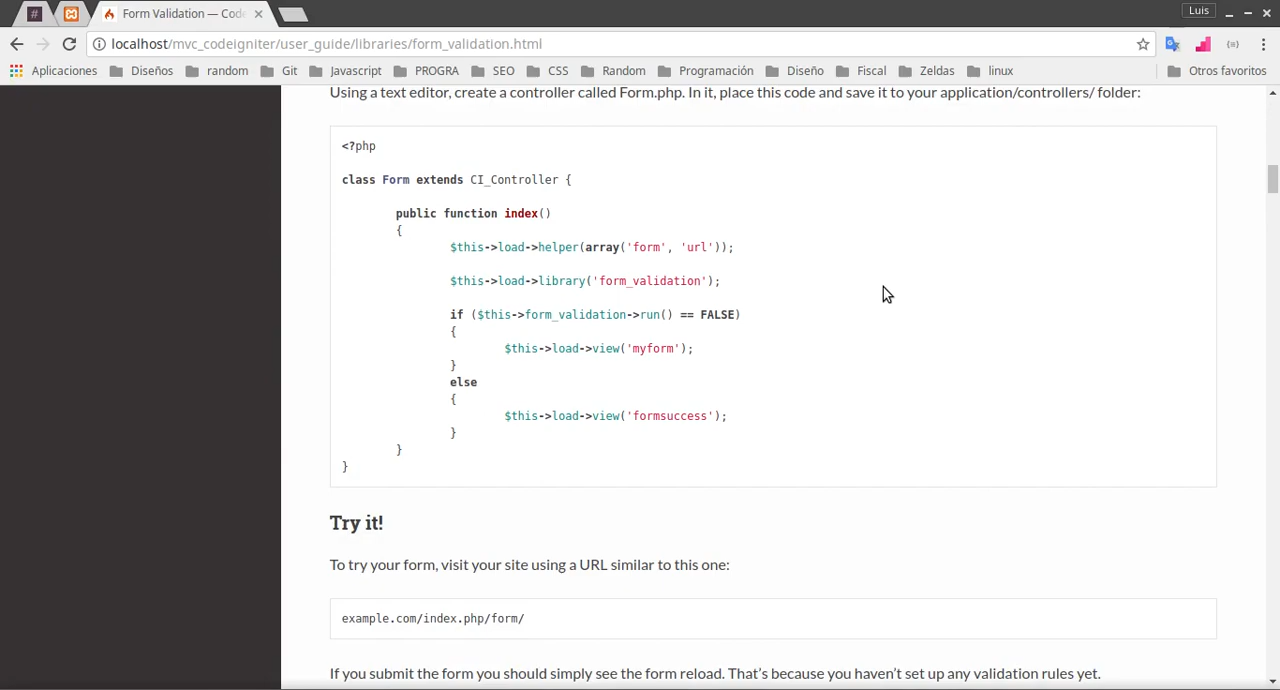 #
Form Validation — Code
Luis
localhost/mvc_codeigniter/user_guide/libraries/form_validation.html
Aplicaciones Diseños random Git Javascript PROGRA SEO CSS Random Programación Diseño Fiscal Zeldas linux Otros favoritos
Using a text editor, create a controller called Form.php. In it, place this code and save it to your application/controllers/ folder:
<?php
class Form extends CI_Controller {
public function index()
{
$this->load->helper(array('form', 'url'));
$this->load->library('form_validation');
if ($this->form_validation->run() == FALSE)
{
$this->load->view('myform');
}
else
{
$this->load->view('formsuccess');
}
}
}
Try it!
To try your form, visit your site using a URL similar to this one:
example.com/index.php/form/
If you submit the form you should simply see the form reload. That’s because you haven’t set up any validation rules yet.